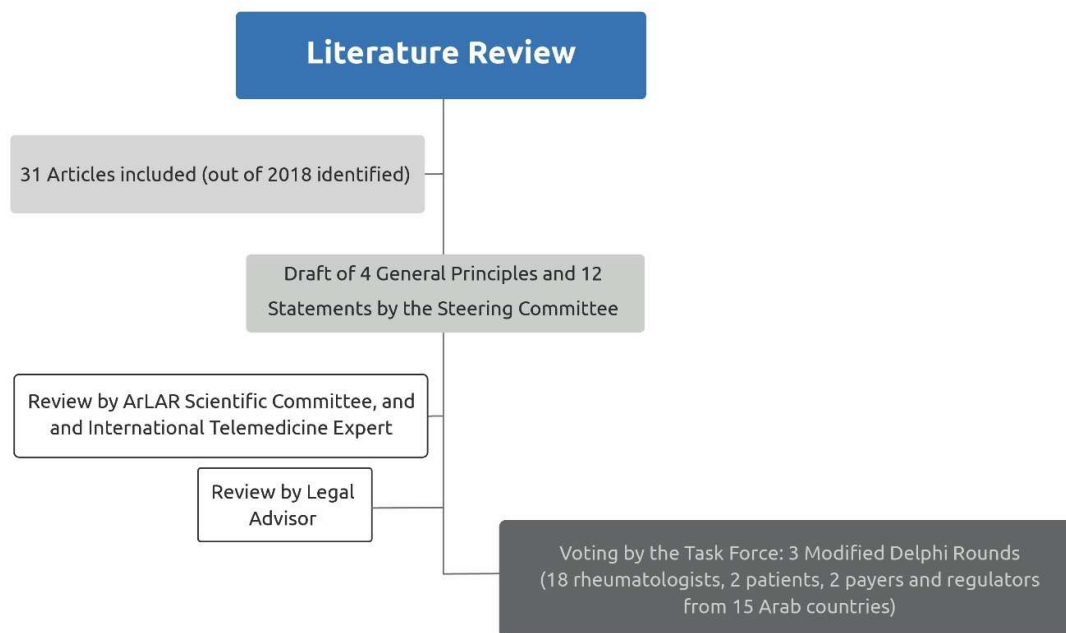 Literature Review
31 Articles included (out of 2018 identified)
Draft of 4 General Principles and 12
Statements by the Steering Committee
Review by ArLAR Scientific Committee, and
and International Telemedicine Expert
Review by Legal
Advisor
Voting by the Task Force: 3 Modified Delphi Rounds
(18 rheumatologists, 2 patients, 2 payers and regulators
from 15 Arab countries)